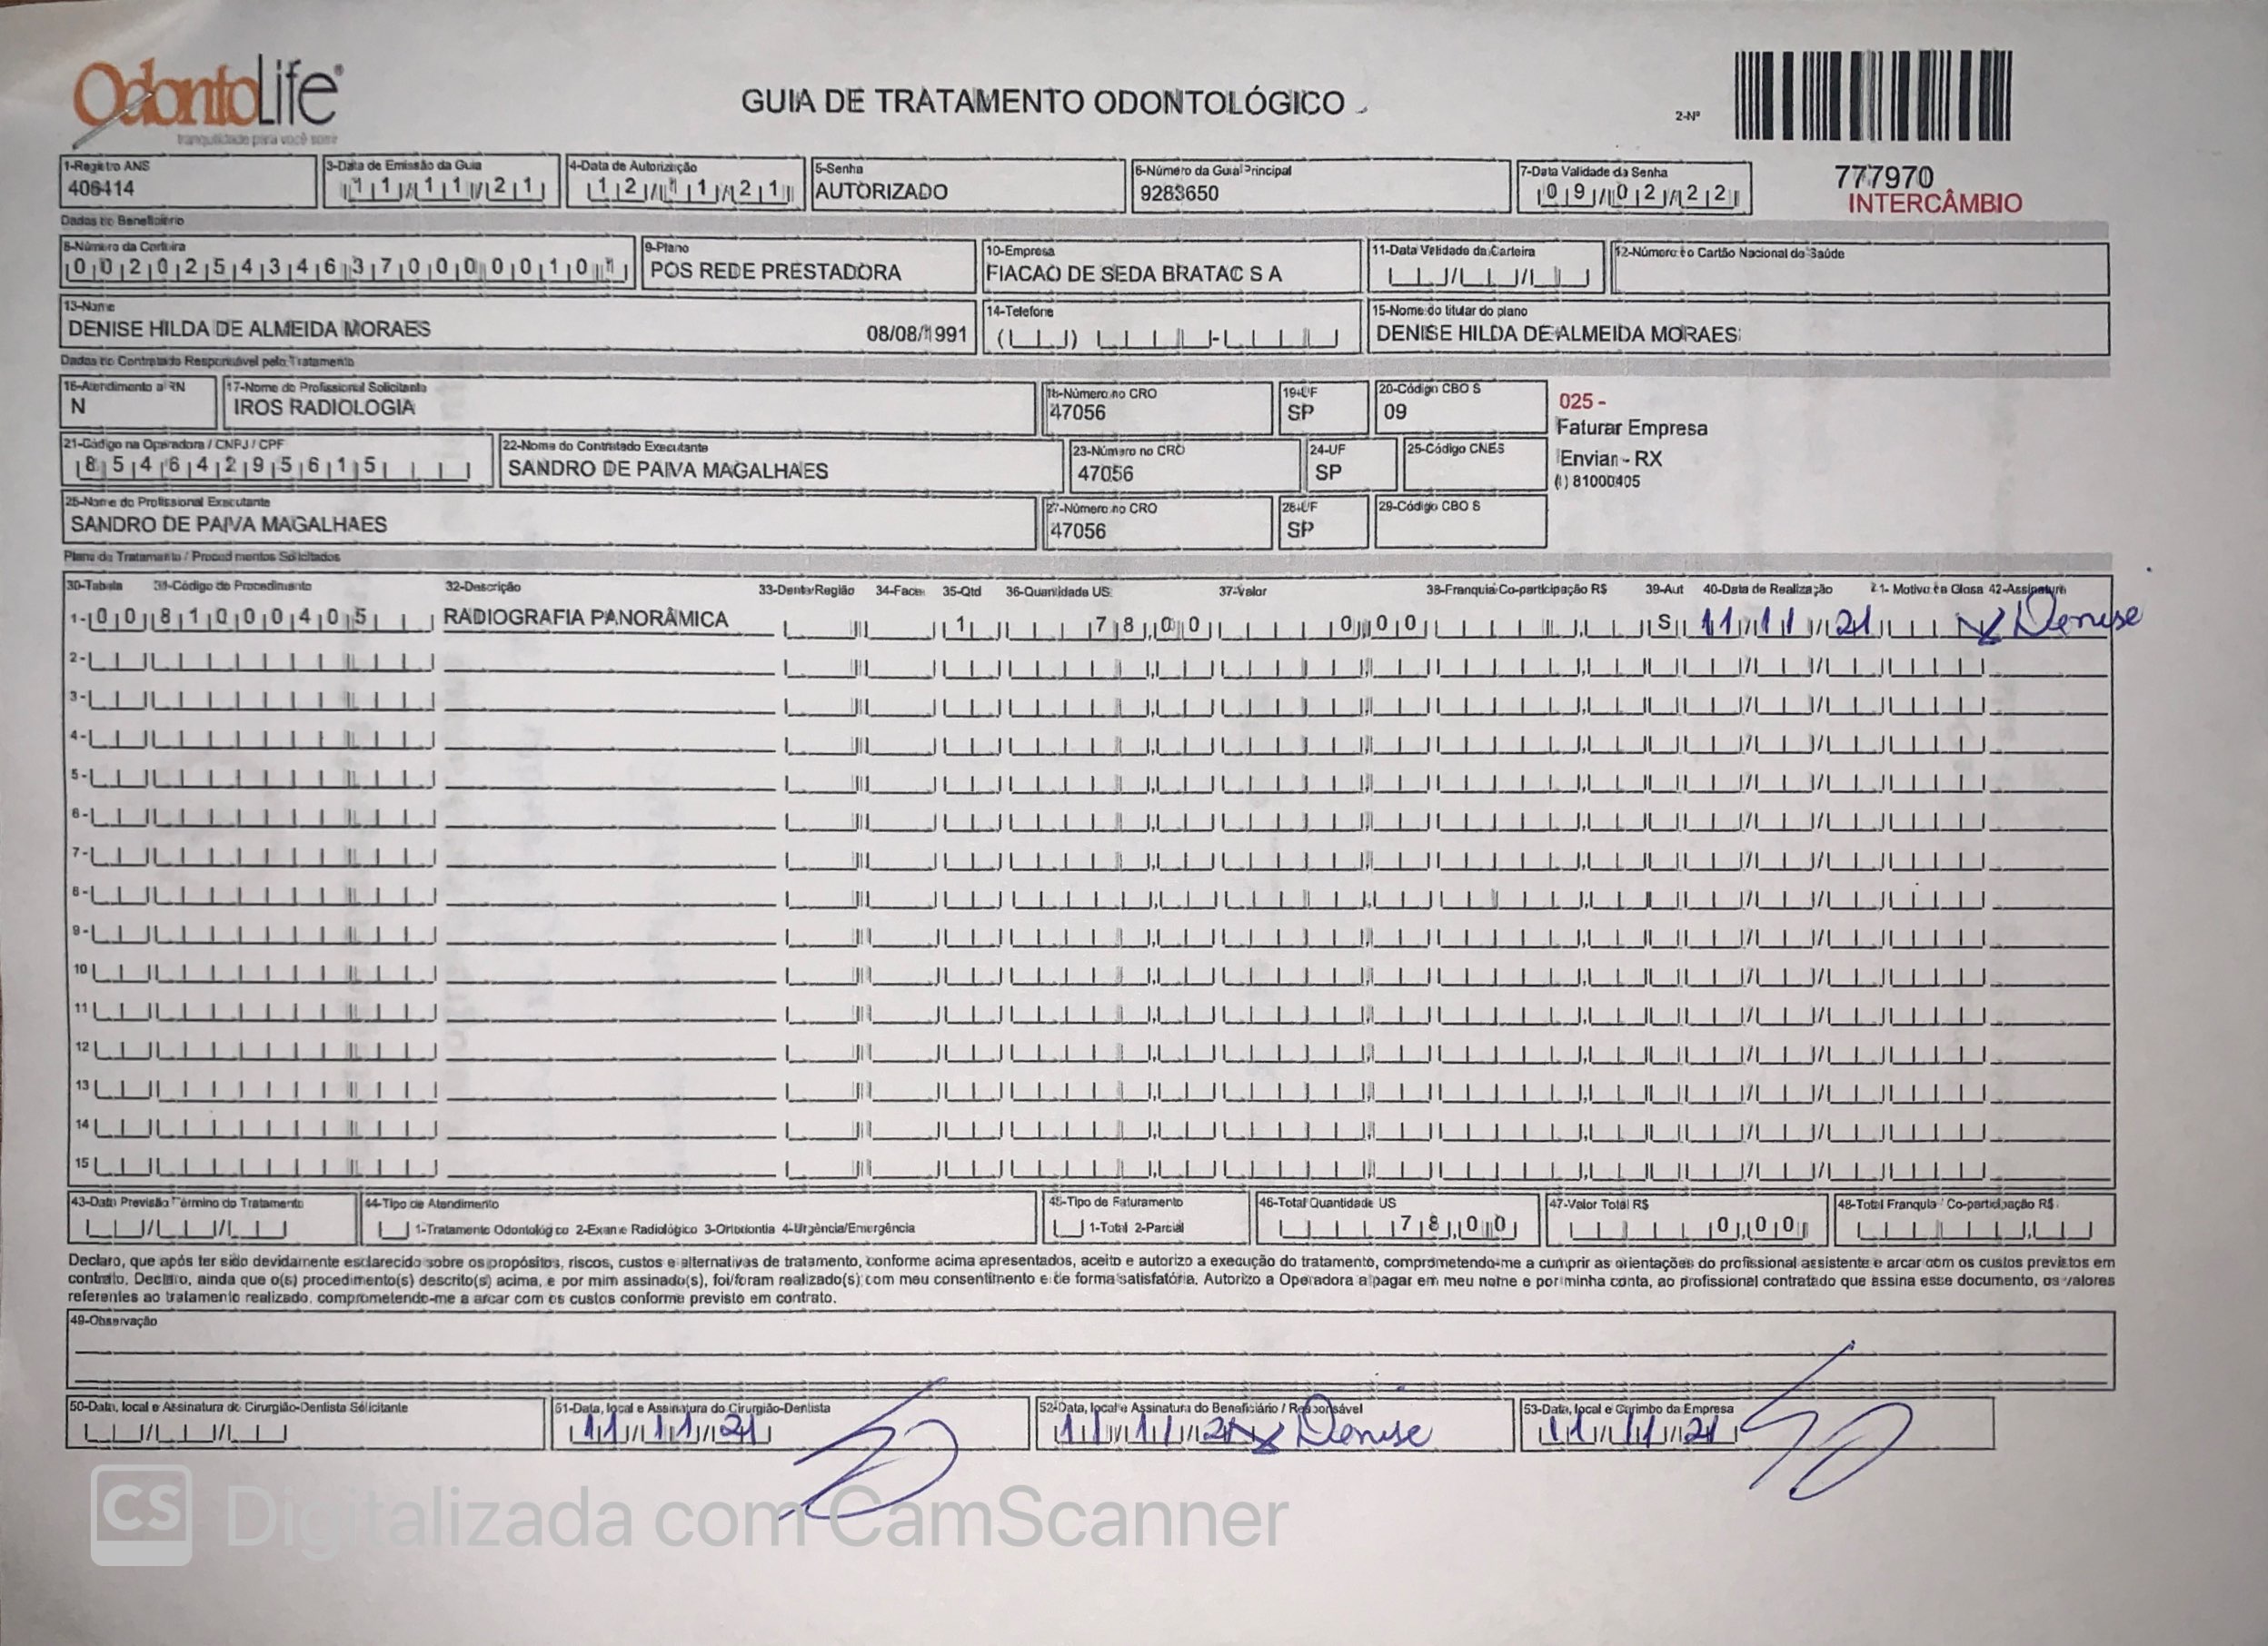 OdontoLife®
tranquilidade para você sorrir
GUIA DE TRATAMENTO ODONTOLÓGICO
2-Nº
777970
INTERCÂMBIO
1-Registro ANS
406414
3-Data de Emissão da Guia
11/11/21
4-Data de Autorização
12/11/21
5-Senha
AUTORIZADO
6-Número da Guia Principal
9283650
7-Data Validade da Senha
09/02/22
Dados do Beneficiário
8-Número da Carteira
00202543463700000101
9-Plano
POS REDE PRESTADORA
10-Empresa
FIACAO DE SEDA BRATAC S A
11-Data Validade da Carteira
12-Número do Cartão Nacional de Saúde
13-Nome
DENISE HILDA DE ALMEIDA MORAES 08/08/1991
14-Telefone
15-Nome do titular do plano
DENISE HILDA DE ALMEIDA MORAES
Dados do Contratado Responsável pelo Tratamento
16-Atendimento a RN
N
17-Nome do Profissional Solicitante
IROS RADIOLOGIA
18-Número no CRO
47056
19-UF
SP
20-Código CBO S
09
025 -
Faturar Empresa
Enviar - RX
(I) 81000405
21-Código na Operadora / CNPJ / CPF
85464295615
22-Nome do Contratado Executante
SANDRO DE PAIVA MAGALHAES
23-Número no CRO
47056
24-UF
SP
25-Código CNES
26-Nome do Profissional Executante
SANDRO DE PAIVA MAGALHAES
27-Número no CRO
47056
28-UF
SP
29-Código CBO S
Plano de Tratamento / Procedimentos Solicitados
30-Tabela 31-Código do Procedimento 32-Descrição 33-Dente/Região 34-Face 35-Qtd 36-Quantidade US 37-Valor 38-Franquia/Co-participação R$ 39-Aut 40-Data de Realização 41- Motivo da Glosa 42-Assinatura
1- 00 81000405 RADIOGRAFIA PANORÂMICA 1 78,00 0,00 S 11/11/21 Denise
2-
3-
4-
5-
6-
7-
8-
9-
10
11
12
13
14
15
43-Data Previsão Término do Tratamento
44-Tipo de Atendimento
1-Tratamento Odontológico 2-Exame Radiológico 3-Ortodontia 4-Urgência/Emergência
45-Tipo de Faturamento
1-Total 2-Parcial
46-Total Quantidade US
78,00
47-Valor Total R$
0,00
48-Total Franquia / Co-participação R$
Declaro, que após ter sido devidamente esclarecido sobre os propósitos, riscos, custos e alternativas de tratamento, conforme acima apresentados, aceito e autorizo a execução do tratamento, comprometendo-me a cumprir as orientações do profissional assistente e arcar com os custos previstos em
contrato. Declaro, ainda que o(s) procedimento(s) descrito(s) acima, e por mim assinado(s), foi/foram realizado(s) com meu consentimento e de forma satisfatória. Autorizo a Operadora a pagar em meu nome e por minha conta, ao profissional contratado que assina esse documento, os valores
referentes ao tratamento realizado, comprometendo-me a arcar com os custos conforme previsto em contrato.
49-Observação
50-Data, local e Assinatura do Cirurgião-Dentista Solicitante
51-Data, local e Assinatura do Cirurgião-Dentista
11/11/21
52-Data, local e Assinatura do Beneficiário / Responsável
11/11/21 Denise
53-Data, local e Carimbo da Empresa
11/11/21
CS Digitalizada com CamScanner